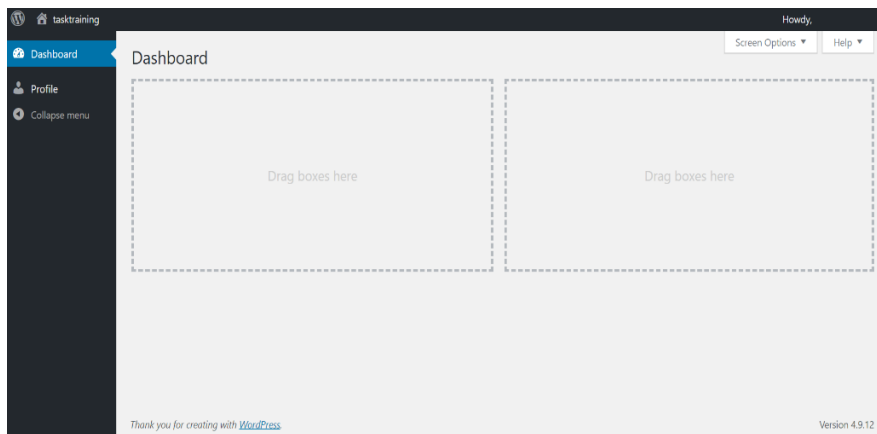 tasktraining
Howdy,
Dashboard
Profile
Collapse menu
Screen Options ▼
Help ▼
Dashboard
Drag boxes here
Drag boxes here
Thank you for creating with WordPress.
Version 4.9.12